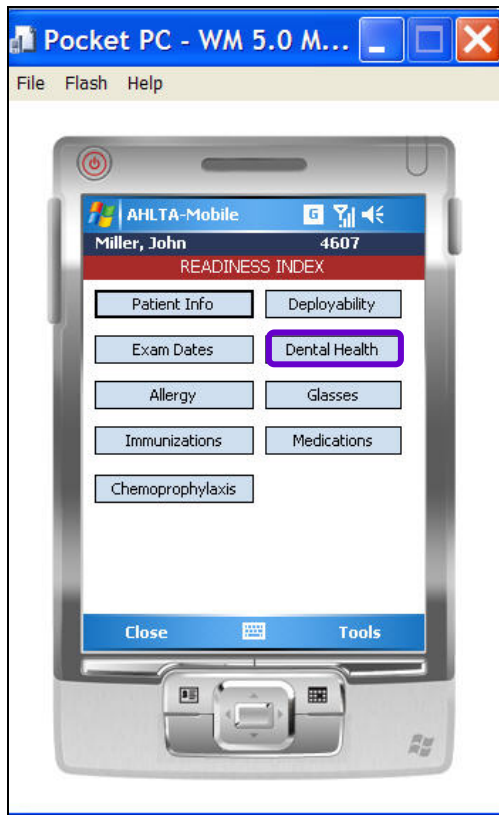 Pocket PC - WM 5.0 M...
File Flash Help
AHLTA-Mobile G
Miller, John 4607
READINESS INDEX
Patient Info Deployability
Exam Dates Dental Health
Allergy Glasses
Immunizations Medications
Chemoprophylaxis
Close Tools